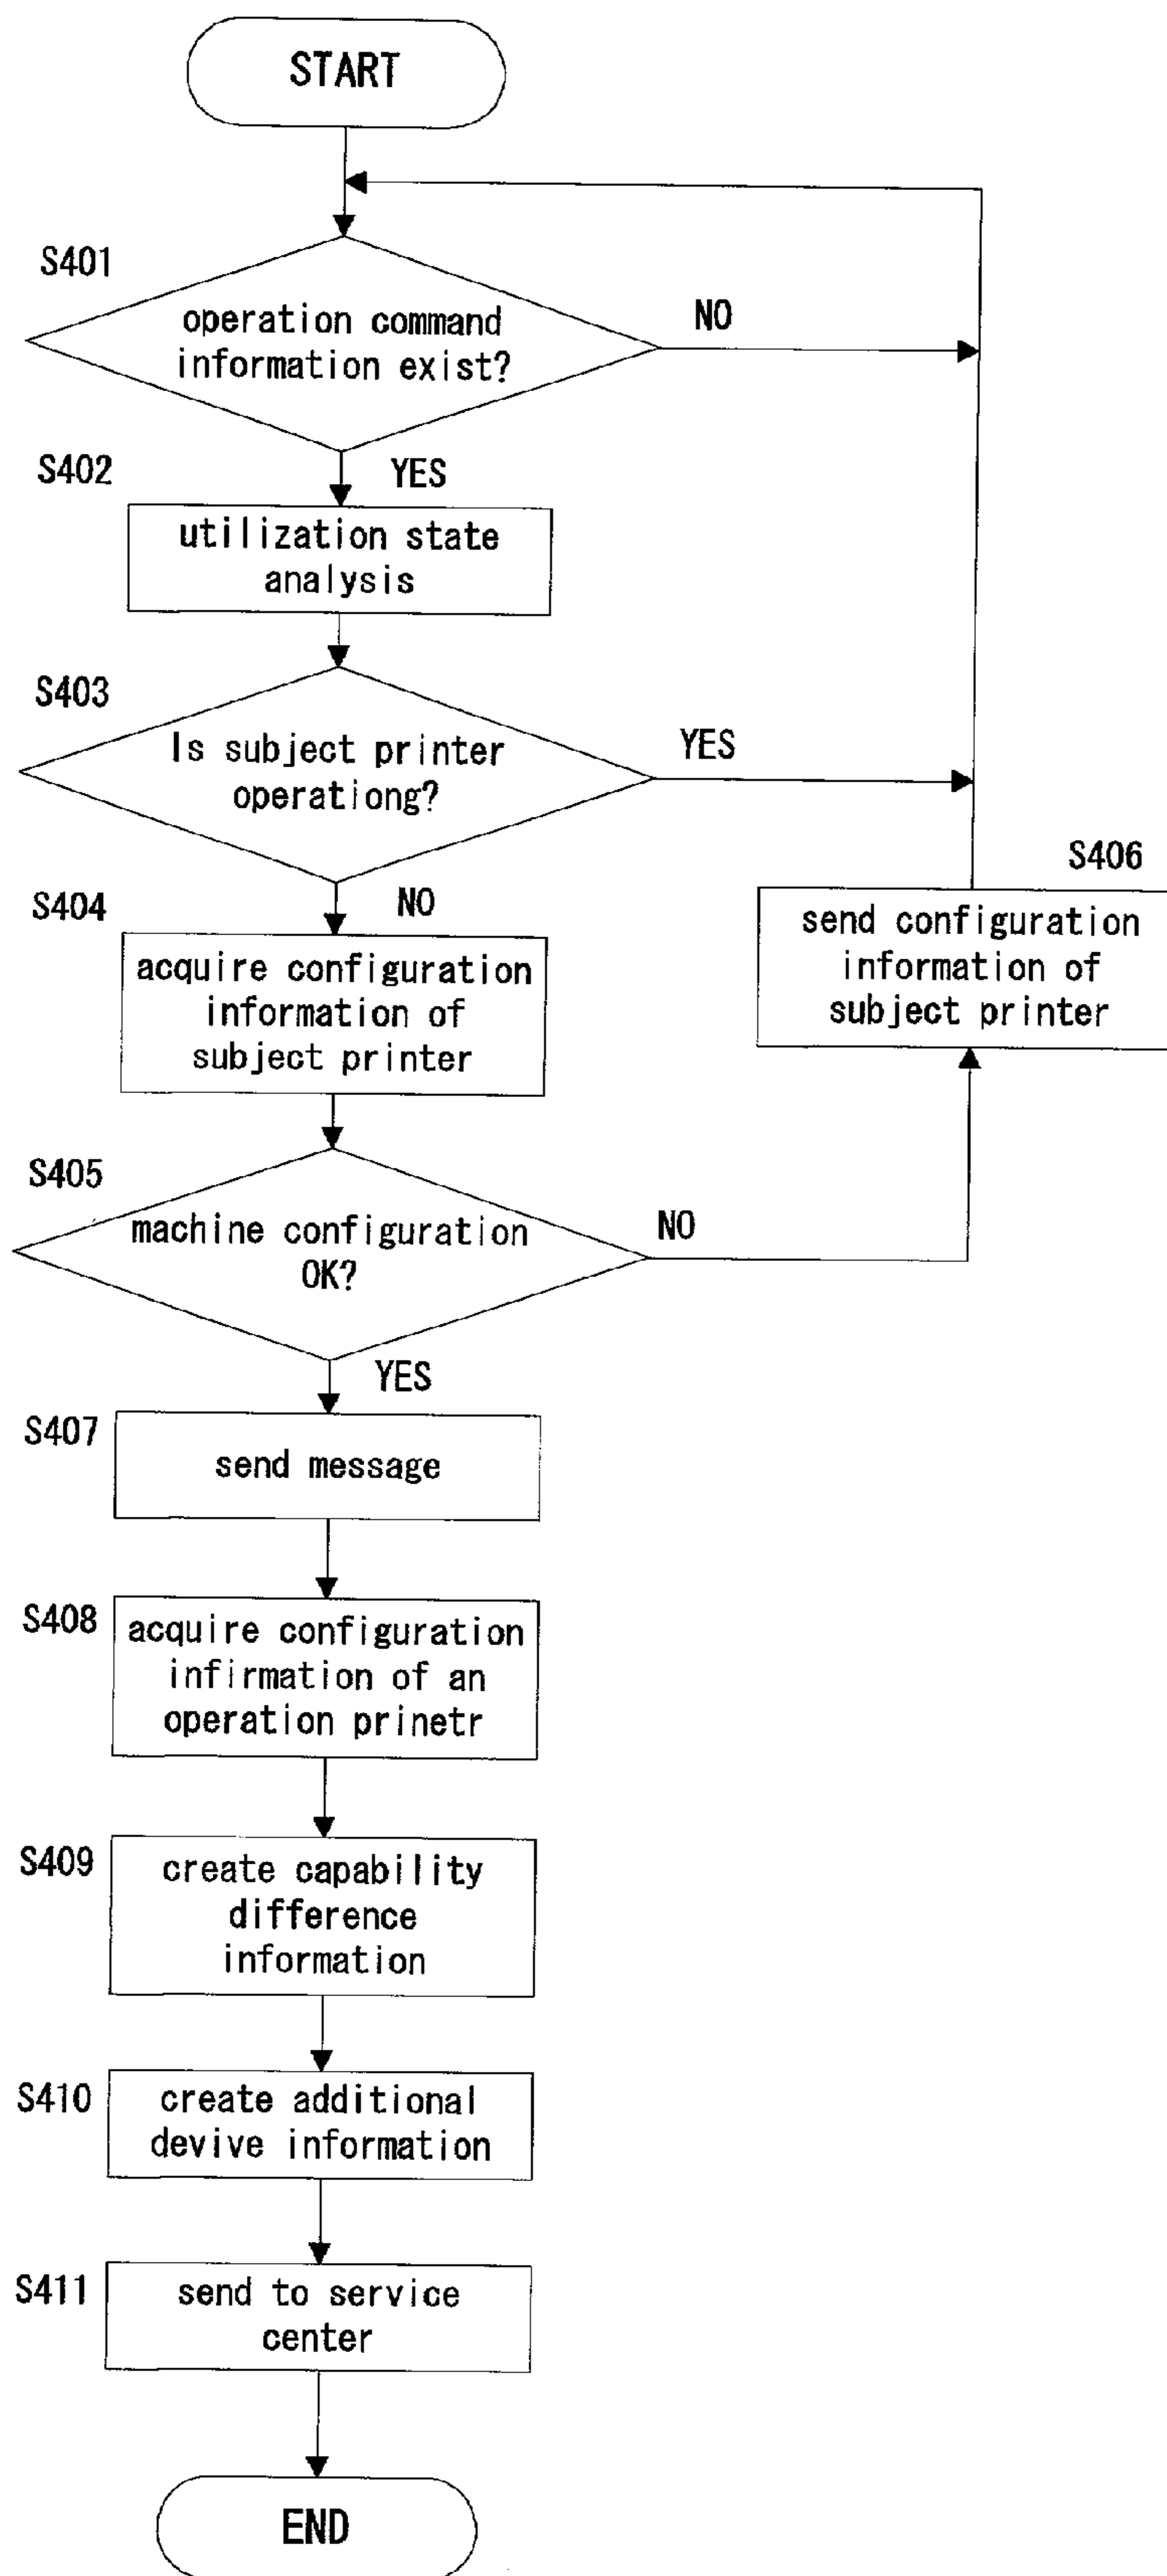 START
S401
operation command
information exist?
NO
S402
YES
utilization state
analysis
S403
Is subject printer
operationg?
YES
S406
S404
NO
send configuration
information of
subject printer
acquire configuration
information of
subject printer
S405
machine configuration
OK?
NO
YES
S407
send message
S408
acquire configuration
infirmation of an
operation prinetr
S409
create capability
difference
information
S410
create additional
devive information
S411
send to service
center
END